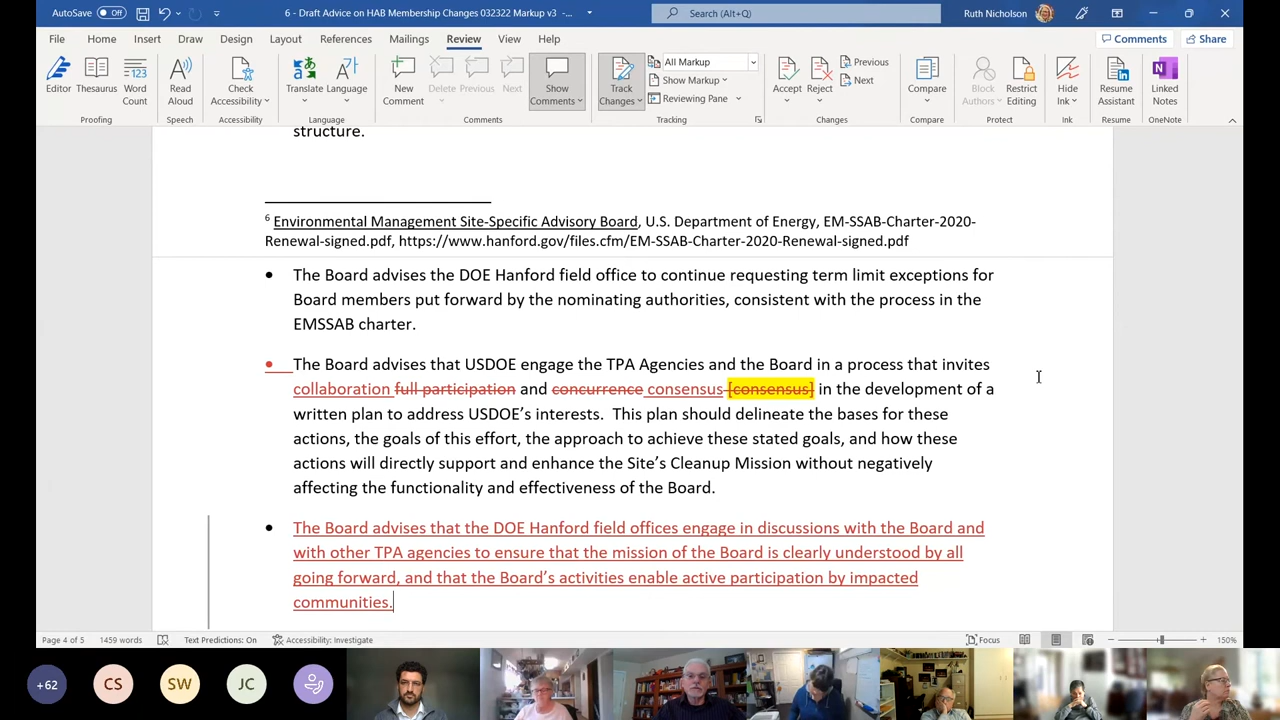 AutoSave Off 6 - Draft Advice on HAB Membership Changes 032322 Markup v3 -... Search (Alt+Q) Ruth Nicholson
File Home Insert Draw Design Layout References Mailings Review View Help Comments Share
Editor Thesaurus Word Count
Read Aloud
Check Accessibility
Translate Language
New Comment Delete Previous Next Show Comments
Track Changes All Markup Show Markup Reviewing Pane
Accept Reject Previous Next
Compare
Block Authors Restrict Editing
Hide Ink
Resume Assistant
Linked Notes
Proofing Speech Accessibility Language Comments Tracking Changes Compare Protect Ink Resume OneNote
structure.
6 Environmental Management Site-Specific Advisory Board, U.S. Department of Energy, EM-SSAB-Charter-2020-
Renewal-signed.pdf, https://www.hanford.gov/files.cfm/EM-SSAB-Charter-2020-Renewal-signed.pdf
• The Board advises the DOE Hanford field office to continue requesting term limit exceptions for
Board members put forward by the nominating authorities, consistent with the process in the
EMSSAB charter.
• The Board advises that USDOE engage the TPA Agencies and the Board in a process that invites
collaboration full participation and concurrence consensus [consensus] in the development of a
written plan to address USDOE's interests. This plan should delineate the bases for these
actions, the goals of this effort, the approach to achieve these stated goals, and how these
actions will directly support and enhance the Site's Cleanup Mission without negatively
affecting the functionality and effectiveness of the Board.
• The Board advises that the DOE Hanford field offices engage in discussions with the Board and
with other TPA agencies to ensure that the mission of the Board is clearly understood by all
going forward, and that the Board's activities enable active participation by impacted
communities.
Page 4 of 5 1459 words Text Predictions: On Accessibility: Investigate Focus 150%
+62 CS SW JC